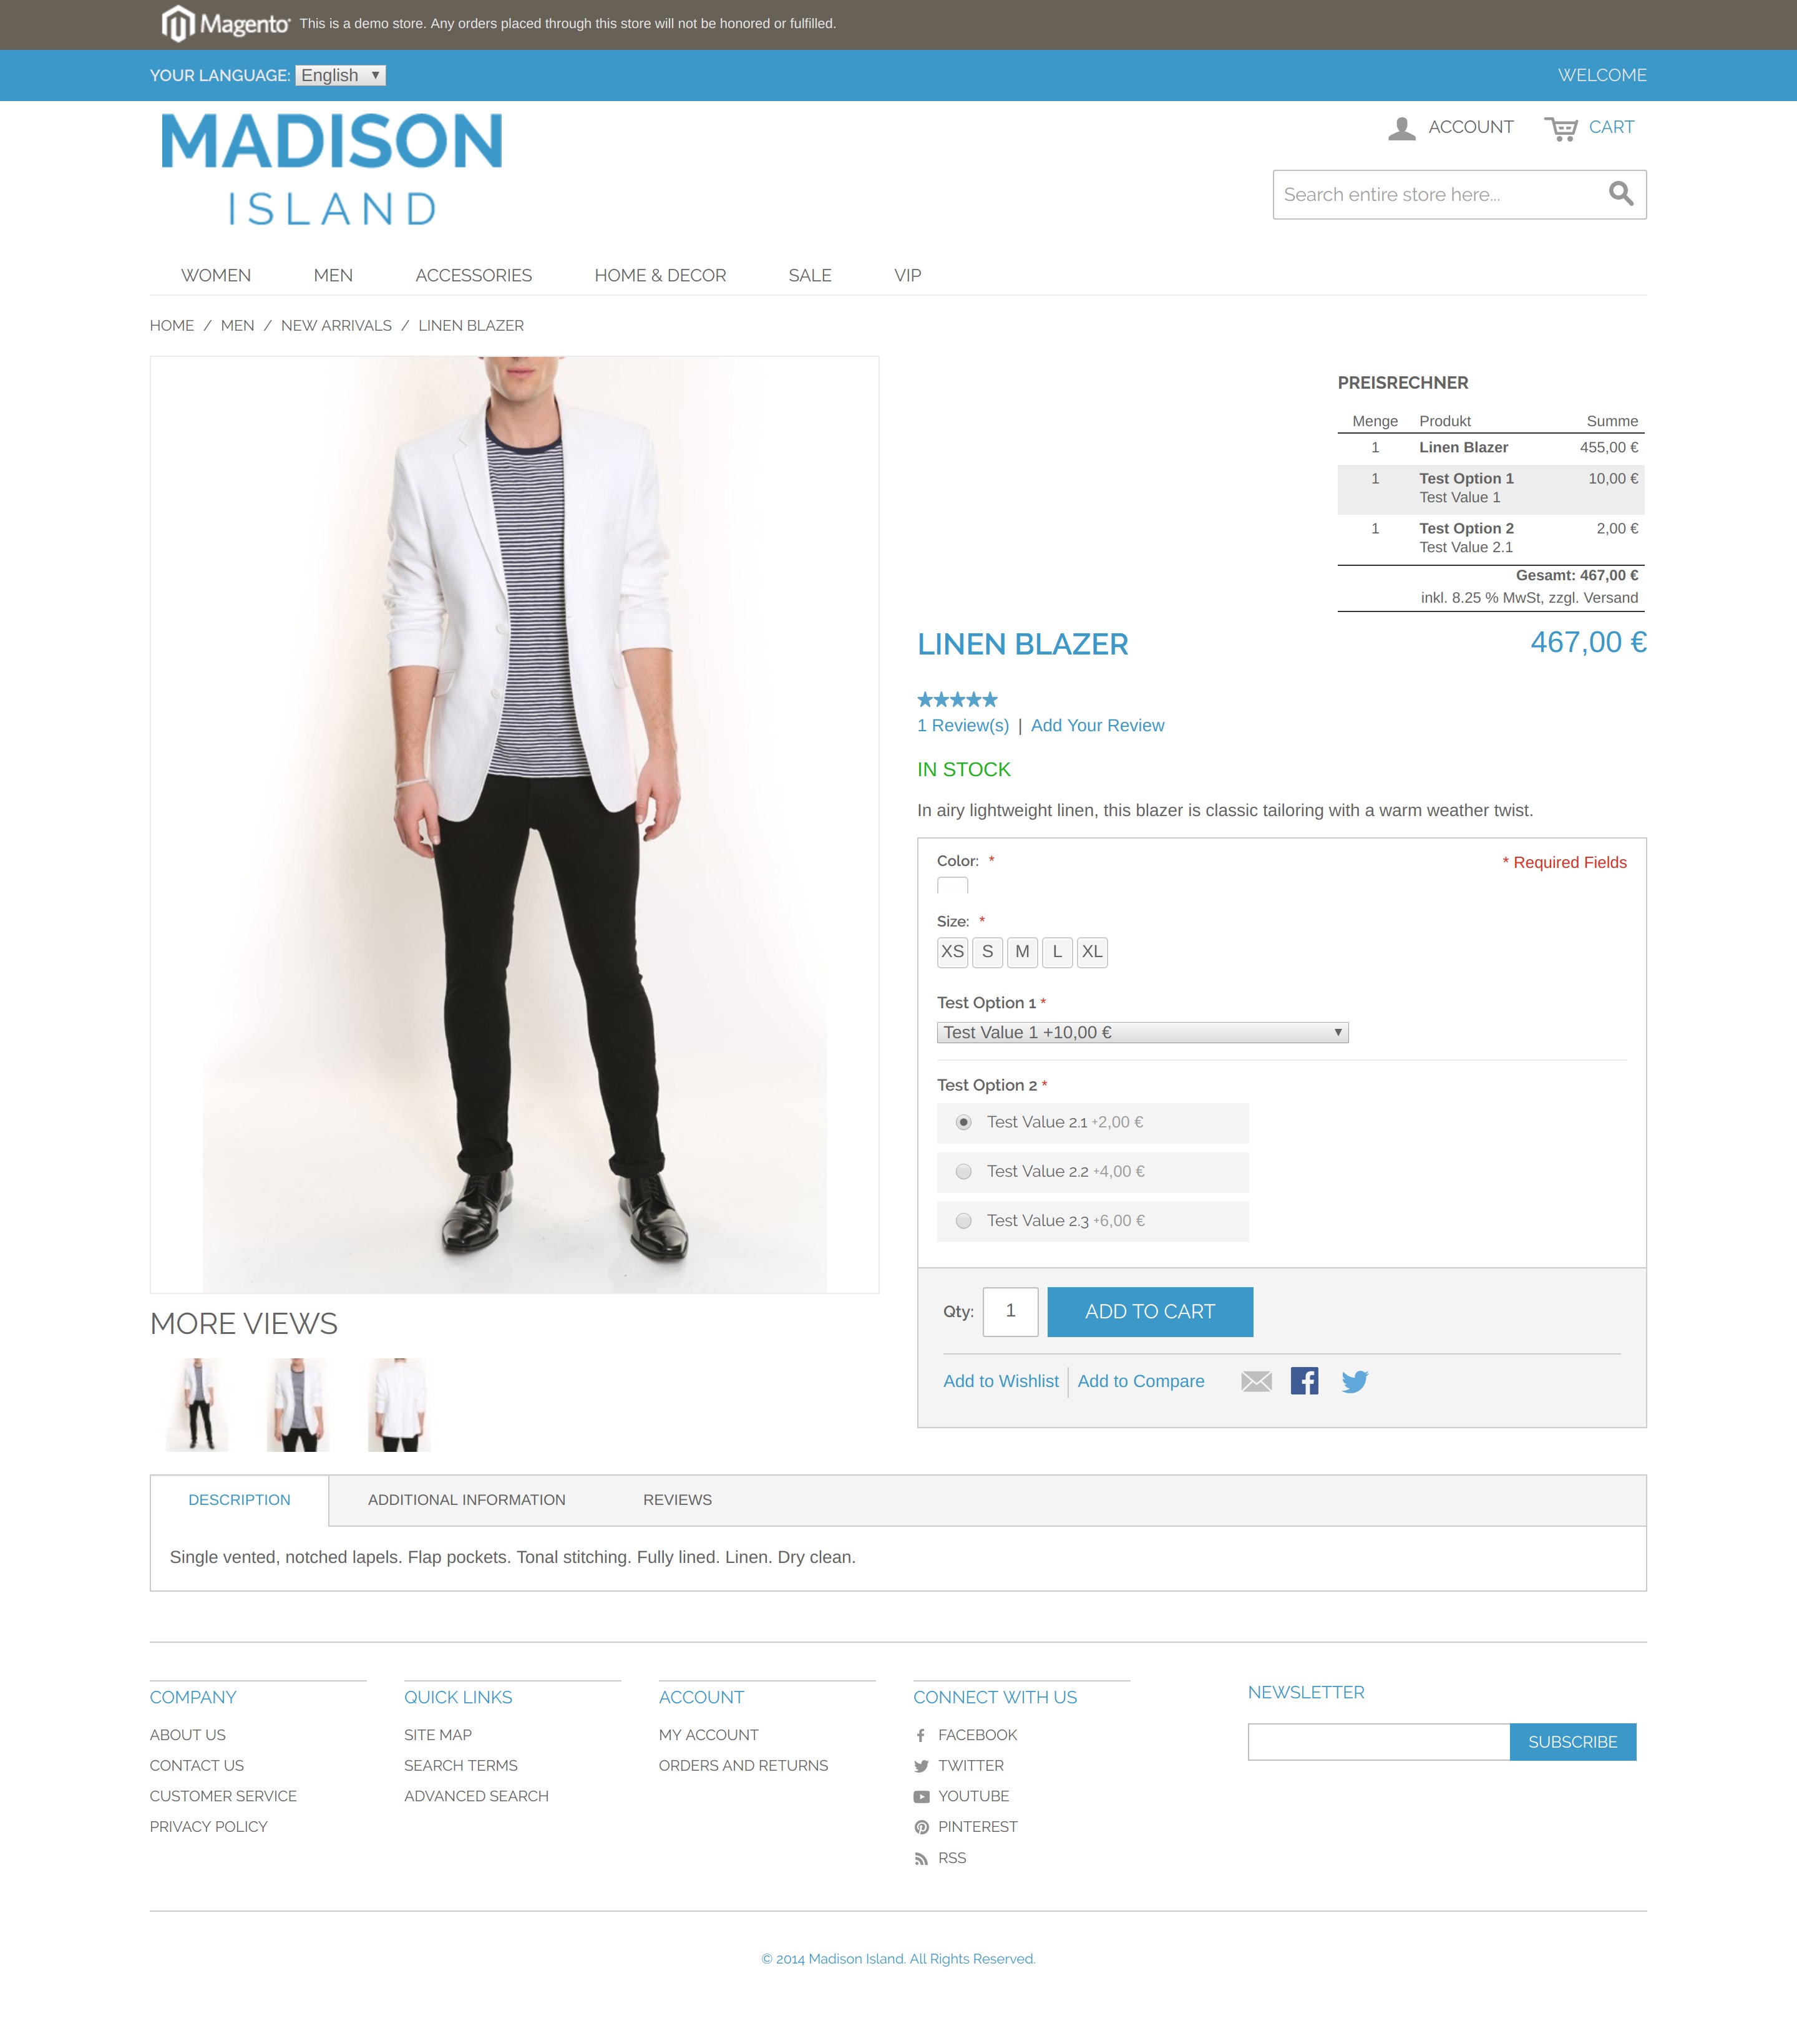 Magento® This is a demo store. Any orders placed through this store will not be honored or fulfilled.
YOUR LANGUAGE: English WELCOME
MADISON
ISLAND
ACCOUNT CART
Search entire store here...
WOMEN MEN ACCESSORIES HOME & DECOR SALE VIP
HOME / MEN / NEW ARRIVALS / LINEN BLAZER
PREISRECHNER
Menge Produkt Summe
1 Linen Blazer 455,00 €
1 Test Option 1 10,00 €
Test Value 1
1 Test Option 2 2,00 €
Test Value 2.1
Gesamt: 467,00 €
inkl. 8.25 % MwSt, zzgl. Versand
LINEN BLAZER 467,00 €
1 Review(s) | Add Your Review
IN STOCK
In airy lightweight linen, this blazer is classic tailoring with a warm weather twist.
Color: * * Required Fields
Size: *
XS S M L XL
Test Option 1 *
Test Value 1 +10,00 €
Test Option 2 *
Test Value 2.1 +2,00 €
Test Value 2.2 +4,00 €
Test Value 2.3 +6,00 €
Qty: 1 ADD TO CART
Add to Wishlist Add to Compare
MORE VIEWS
DESCRIPTION ADDITIONAL INFORMATION REVIEWS
Single vented, notched lapels. Flap pockets. Tonal stitching. Fully lined. Linen. Dry clean.
COMPANY
ABOUT US
CONTACT US
CUSTOMER SERVICE
PRIVACY POLICY
QUICK LINKS
SITE MAP
SEARCH TERMS
ADVANCED SEARCH
ACCOUNT
MY ACCOUNT
ORDERS AND RETURNS
CONNECT WITH US
FACEBOOK
TWITTER
YOUTUBE
PINTEREST
RSS
NEWSLETTER
SUBSCRIBE
© 2014 Madison Island. All Rights Reserved.